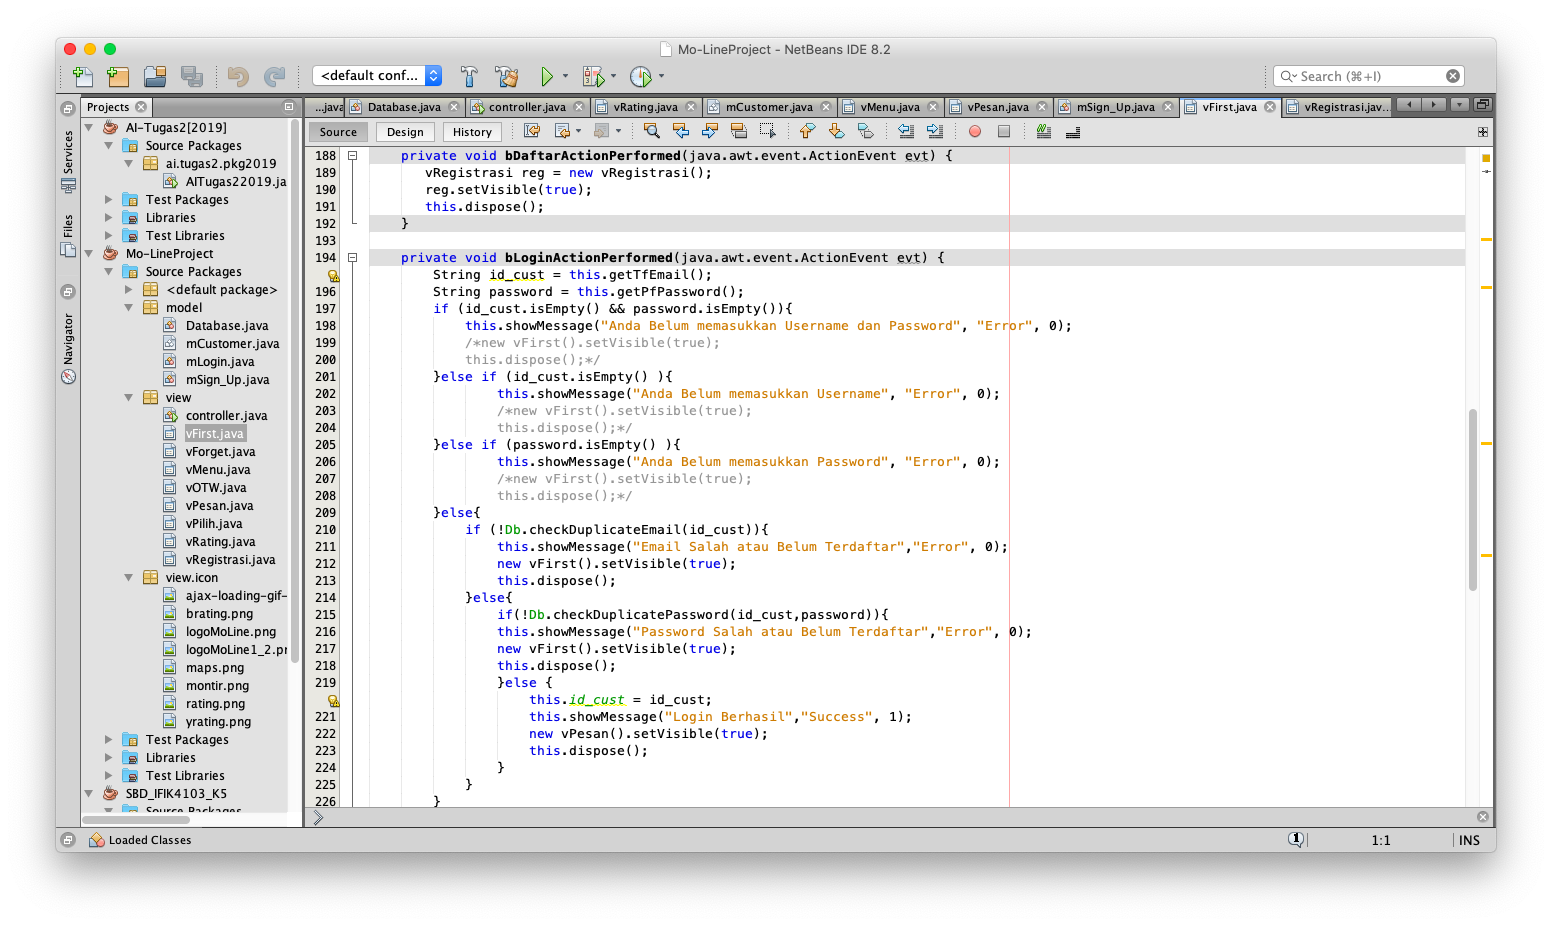 Mo-LineProject - NetBeans IDE 8.2
<default conf...
Search (⌘+I)
Projects
...java
Database.java
controller.java
vRating.java
mCustomer.java
vMenu.java
vPesan.java
mSign_Up.java
vFirst.java
vRegistrasi.jav...
Source
Design
History
Services
Files
Navigator
AI-Tugas2[2019]
Source Packages
ai.tugas2.pkg2019
AITugas22019.ja
Test Packages
Libraries
Test Libraries
Mo-LineProject
Source Packages
<default package>
model
Database.java
mCustomer.java
mLogin.java
mSign_Up.java
view
controller.java
vFirst.java
vForget.java
vMenu.java
vOTW.java
vPesan.java
vPilih.java
vRating.java
vRegistrasi.java
view.icon
ajax-loading-gif-
brating.png
logoMoLine.png
logoMoLine1_2.pr
maps.png
montir.png
rating.png
yrating.png
Test Packages
Libraries
Test Libraries
SBD_IFIK4103_K5
Source Packages
188 private void bDaftarActionPerformed(java.awt.event.ActionEvent evt) {
189 vRegistrasi reg = new vRegistrasi();
190 reg.setVisible(true);
191 this.dispose();
192 }
193
194 private void bLoginActionPerformed(java.awt.event.ActionEvent evt) {
String id_cust = this.getTfEmail();
196 String password = this.getPfPassword();
197 if (id_cust.isEmpty() && password.isEmpty()){
198 this.showMessage("Anda Belum memasukkan Username dan Password", "Error", 0);
199 /*new vFirst().setVisible(true);
200 this.dispose();*/
201 }else if (id_cust.isEmpty() ){
202 this.showMessage("Anda Belum memasukkan Username", "Error", 0);
203 /*new vFirst().setVisible(true);
204 this.dispose();*/
205 }else if (password.isEmpty() ){
206 this.showMessage("Anda Belum memasukkan Password", "Error", 0);
207 /*new vFirst().setVisible(true);
208 this.dispose();*/
209 }else{
210 if (!Db.checkDuplicateEmail(id_cust)){
211 this.showMessage("Email Salah atau Belum Terdaftar","Error", 0);
212 new vFirst().setVisible(true);
213 this.dispose();
214 }else{
215 if(!Db.checkDuplicatePassword(id_cust,password)){
216 this.showMessage("Password Salah atau Belum Terdaftar","Error", 0);
217 new vFirst().setVisible(true);
218 this.dispose();
219 }else {
this.id_cust = id_cust;
221 this.showMessage("Login Berhasil","Success", 1);
222 new vPesan().setVisible(true);
223 this.dispose();
224 }
225 }
226 }
Loaded Classes
1
1:1
INS